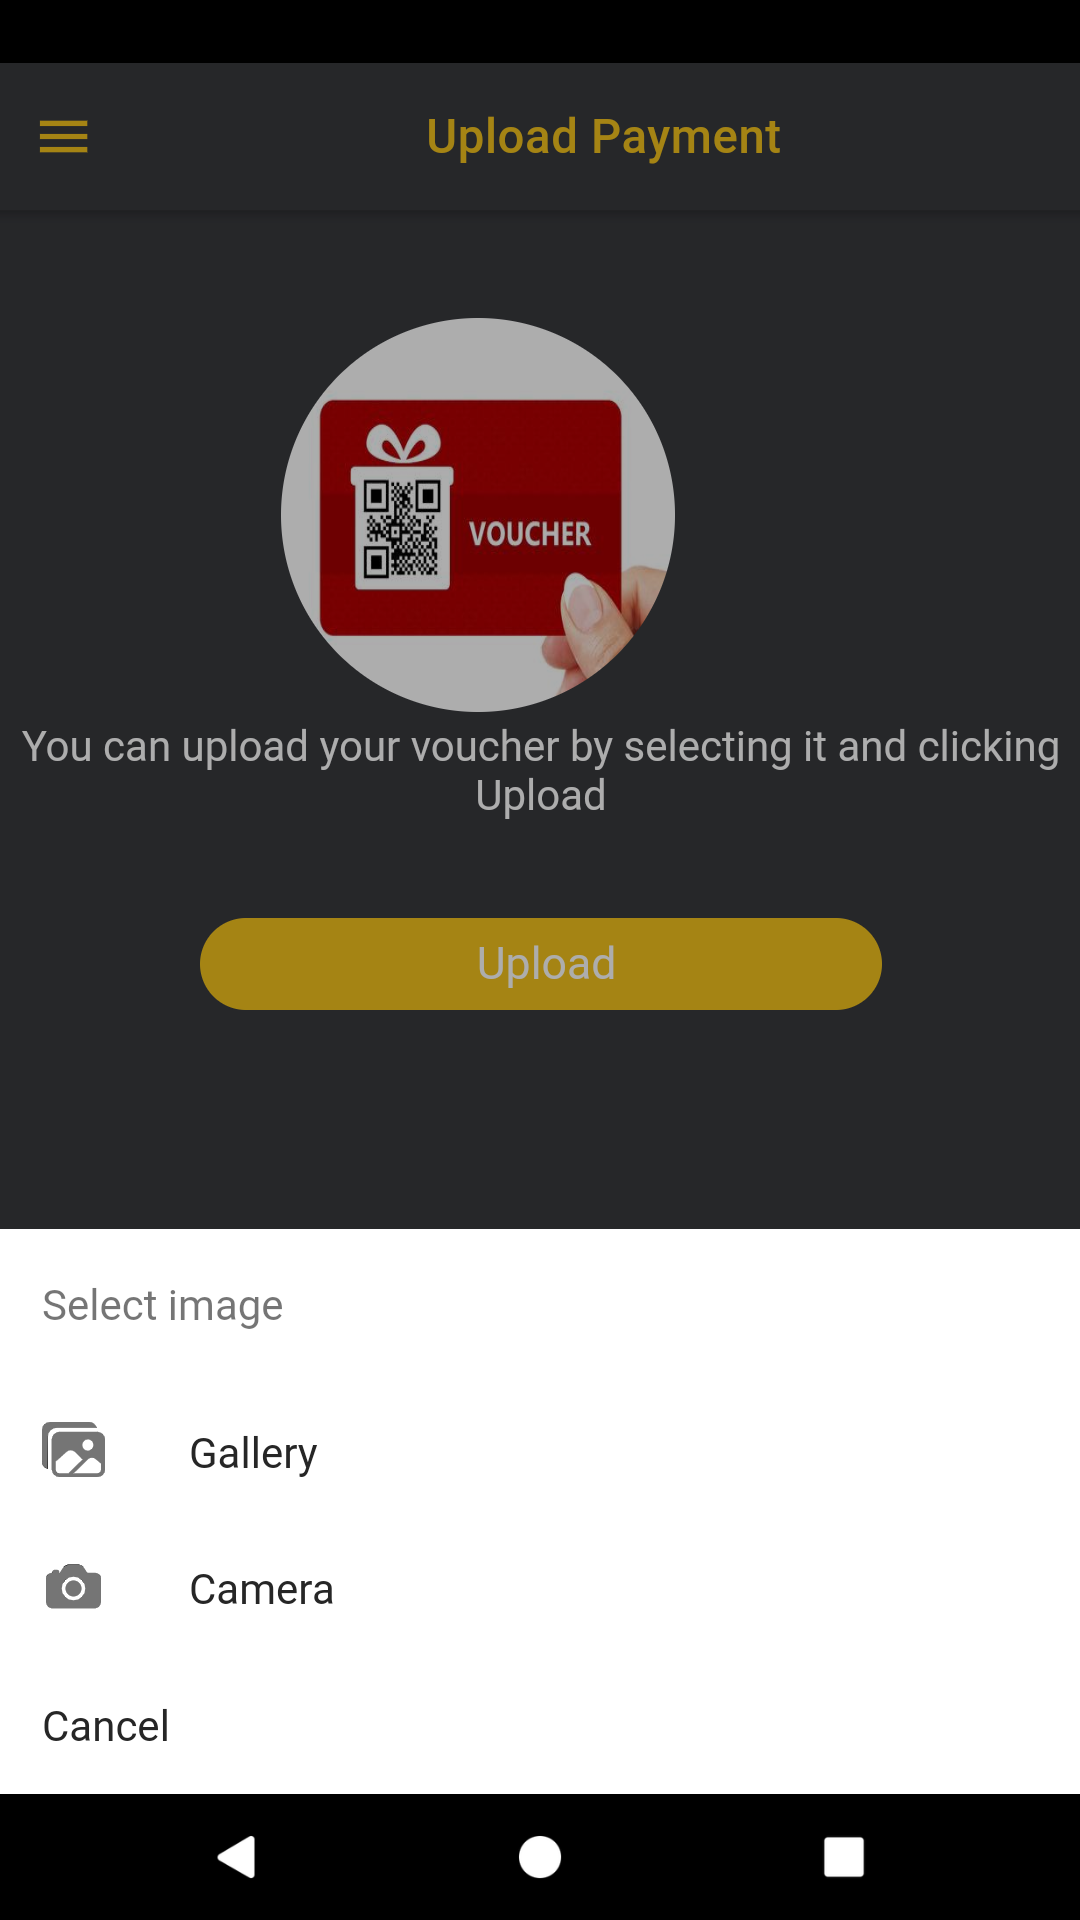 Upload Payment
VOUCHER
You can upload your voucher by selecting it and clicking
Upload
Upload
Select image
Gallery
Camera
Cancel